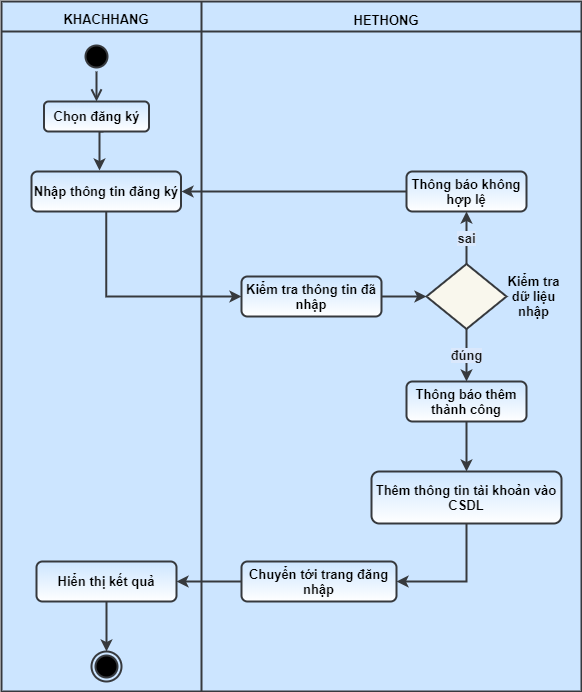 KHACHHANG
HETHONG
Chọn đăng ký
Nhập thông tin đăng ký
Thông báo không
hợp lệ
sai
Kiểm tra thông tin đã
nhập
Kiểm tra
dữ liệu
nhập
đúng
Thông báo thêm
thành công
Thêm thông tin tài khoản vào
CSDL
Chuyển tới trang đăng
nhập
Hiển thị kết quả